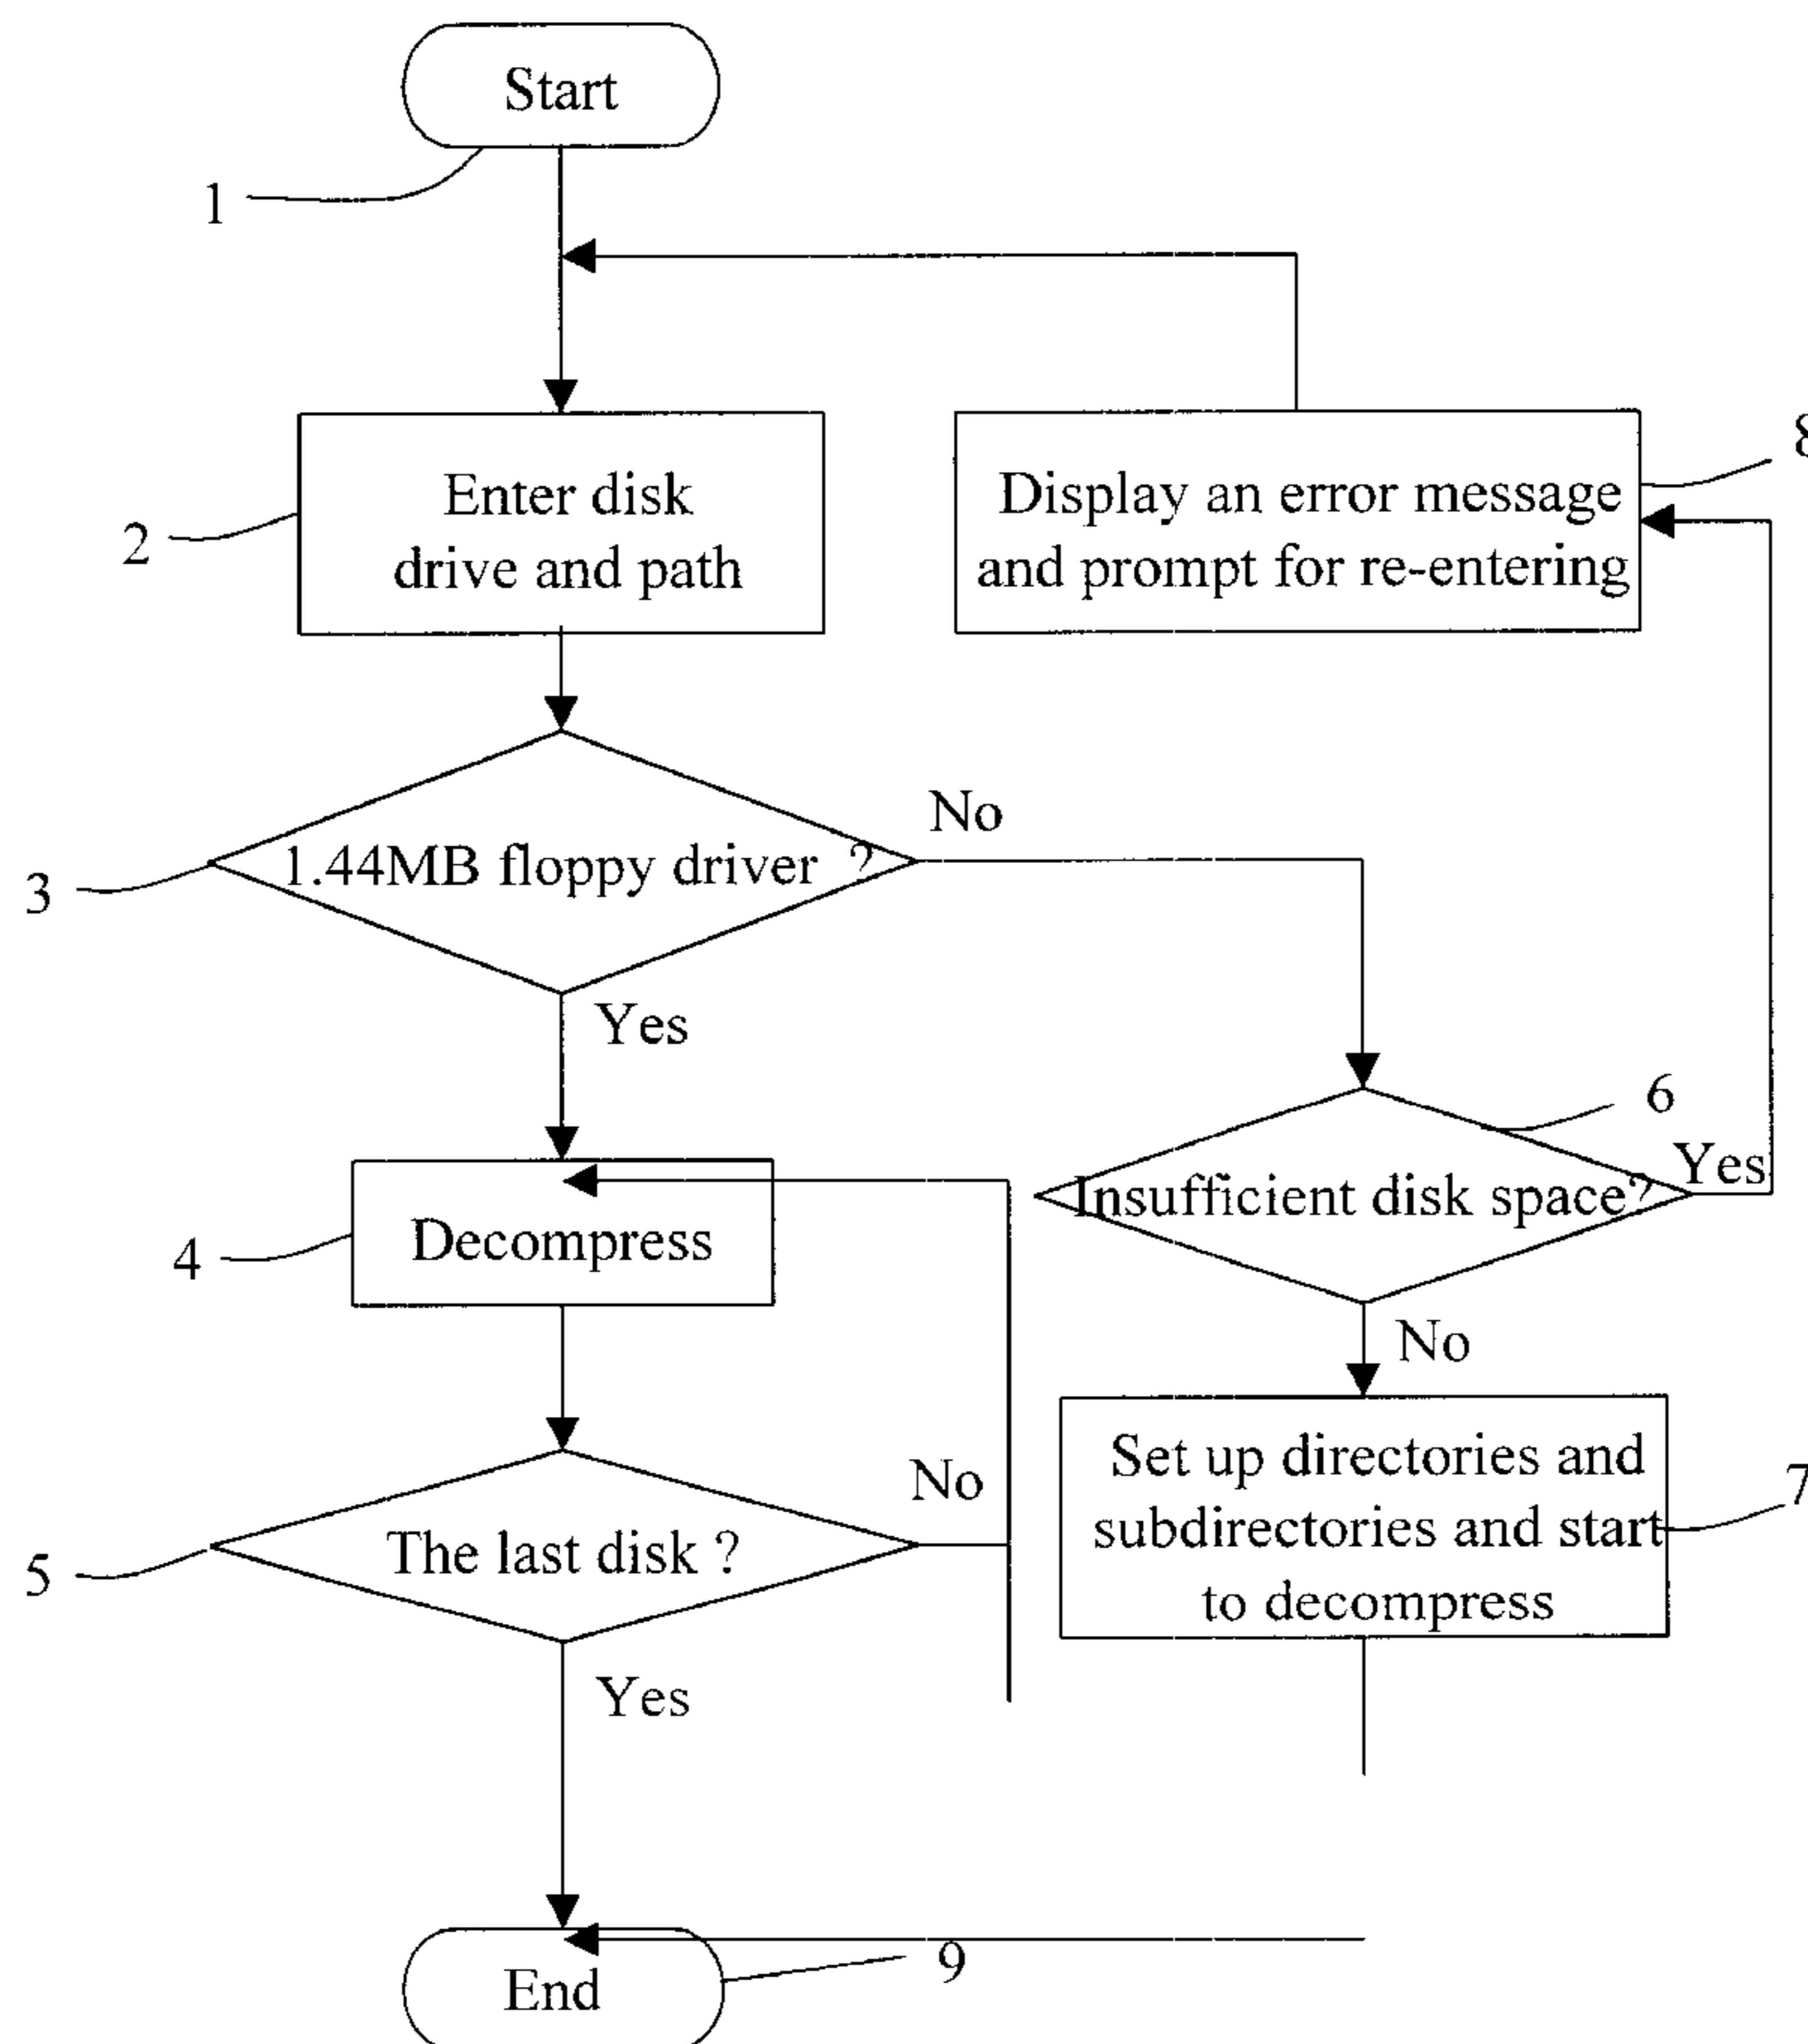 Start
1
Enter disk
drive and path
2
Display an error message
and prompt for re-entering
8
1.44MB floppy driver ?
3
No
Yes
6
Insufficient disk space?
Yes
Decompress
4
No
Set up directories and
subdirectories and start
to decompress
7
The last disk ?
5
No
Yes
End
9